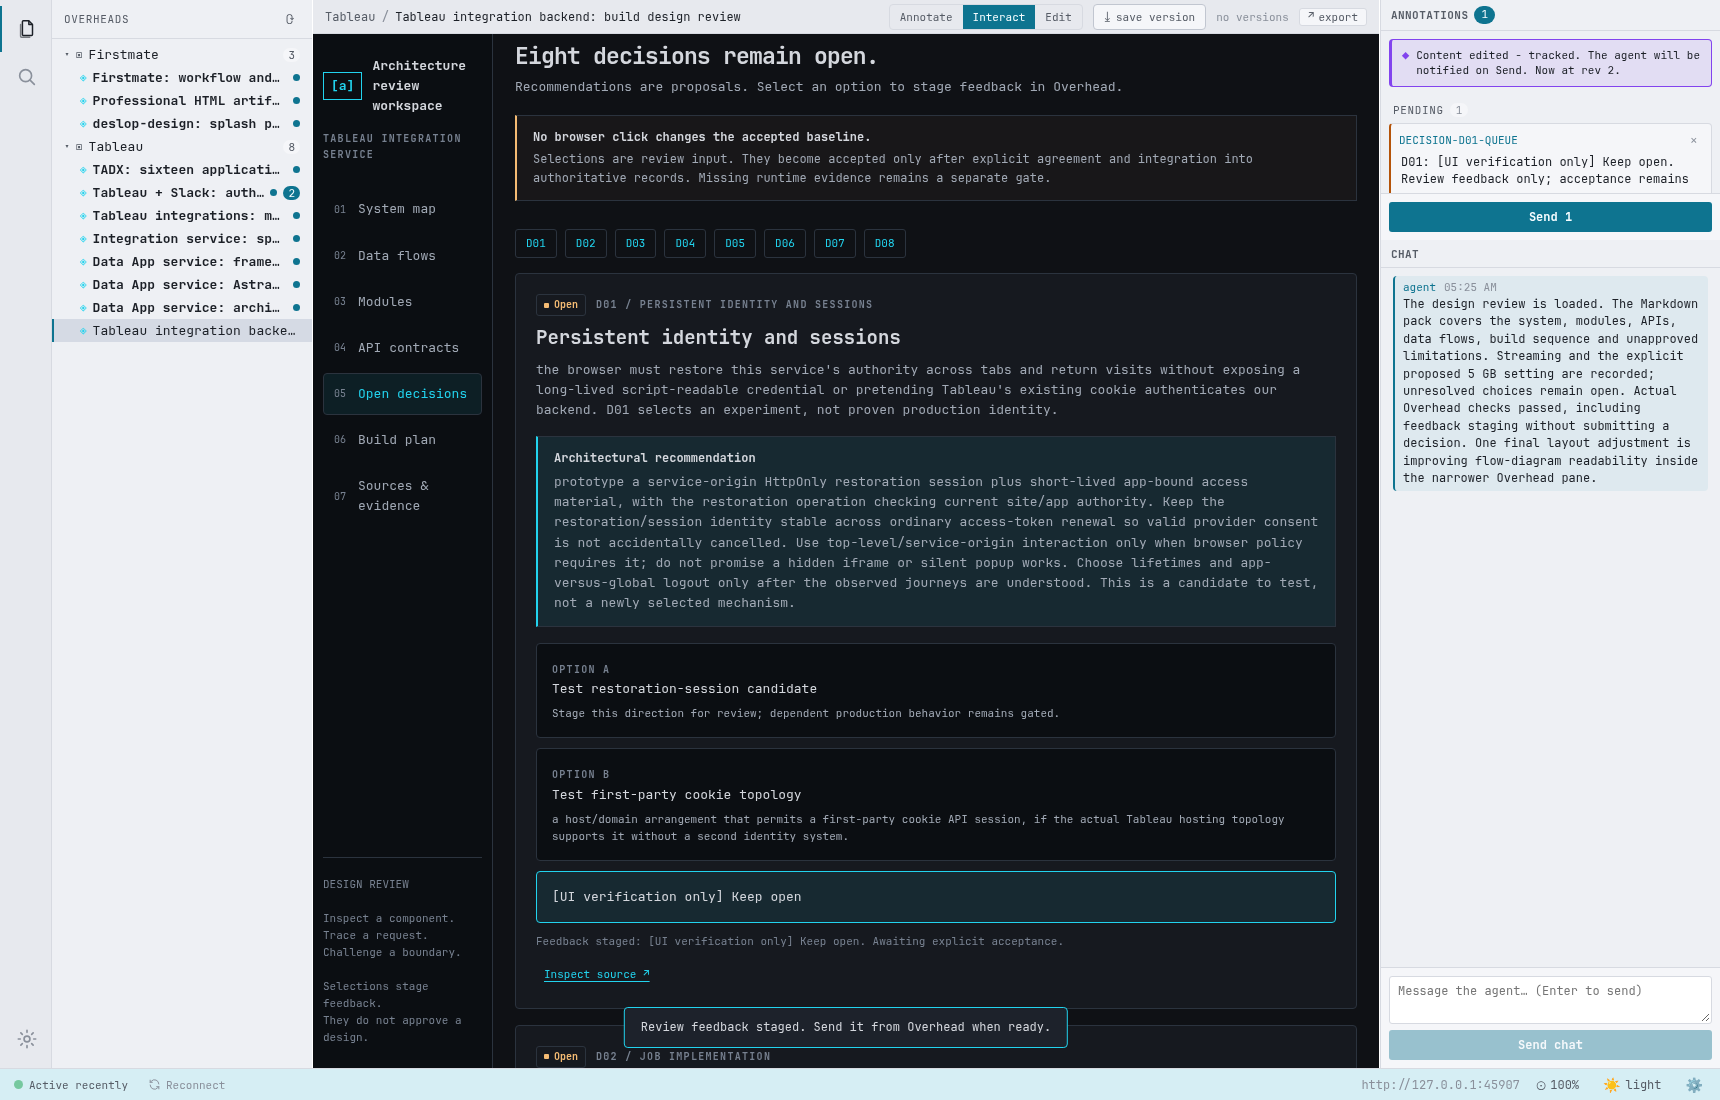 OVERHEADS
Firstmate 3
Firstmate: workflow and…
Professional HTML artif…
deslop-design: splash p…
Tableau 8
TADX: sixteen applicati…
Tableau + Slack: auth… 2
Tableau integrations: m…
Integration service: sp…
Data App service: frame…
Data App service: Astra…
Data App service: archi…
Tableau integration backe…
Tableau / Tableau integration backend: build design review
Annotate Interact Edit
save version
no versions
export
[a] Architecture
review
workspace
TABLEAU INTEGRATION
SERVICE
01 System map
02 Data flows
03 Modules
04 API contracts
05 Open decisions
06 Build plan
07 Sources &
evidence
DESIGN REVIEW
Inspect a component.
Trace a request.
Challenge a boundary.
Selections stage
feedback.
They do not approve a
design.
Eight decisions remain open.
Recommendations are proposals. Select an option to stage feedback in Overhead.
No browser click changes the accepted baseline.
Selections are review input. They become accepted only after explicit agreement and integration into
authoritative records. Missing runtime evidence remains a separate gate.
D01 D02 D03 D04 D05 D06 D07 D08
Open D01 / PERSISTENT IDENTITY AND SESSIONS
Persistent identity and sessions
the browser must restore this service's authority across tabs and return visits without exposing a
long-lived script-readable credential or pretending Tableau's existing cookie authenticates our
backend. D01 selects an experiment, not proven production identity.
Architectural recommendation
prototype a service-origin HttpOnly restoration session plus short-lived app-bound access
material, with the restoration operation checking current site/app authority. Keep the
restoration/session identity stable across ordinary access-token renewal so valid provider consent
is not accidentally cancelled. Use top-level/service-origin interaction only when browser policy
requires it; do not promise a hidden iframe or silent popup works. Choose lifetimes and app-
versus-global logout only after the observed journeys are understood. This is a candidate to test,
not a newly selected mechanism.
OPTION A
Test restoration-session candidate
Stage this direction for review; dependent production behavior remains gated.
OPTION B
Test first-party cookie topology
a host/domain arrangement that permits a first-party cookie API session, if the actual Tableau hosting topology
supports it without a second identity system.
[UI verification only] Keep open
Feedback staged: [UI verification only] Keep open. Awaiting explicit acceptance.
Inspect source ↗
Review feedback staged. Send it from Overhead when ready.
Open D02 / JOB IMPLEMENTATION
ANNOTATIONS 1
Content edited - tracked. The agent will be
notified on Send. Now at rev 2.
PENDING 1
DECISION-D01-QUEUE ×
D01: [UI verification only] Keep open.
Review feedback only; acceptance remains
Send 1
CHAT
agent 05:25 AM
The design review is loaded. The Markdown
pack covers the system, modules, APIs,
data flows, build sequence and unapproved
limitations. Streaming and the explicit
proposed 5 GB setting are recorded;
unresolved choices remain open. Actual
Overhead checks passed, including
feedback staging without submitting a
decision. One final layout adjustment is
improving flow-diagram readability inside
the narrower Overhead pane.
Message the agent… (Enter to send)
Send chat
Active recently
Reconnect
http://127.0.0.1:45907
100%
light